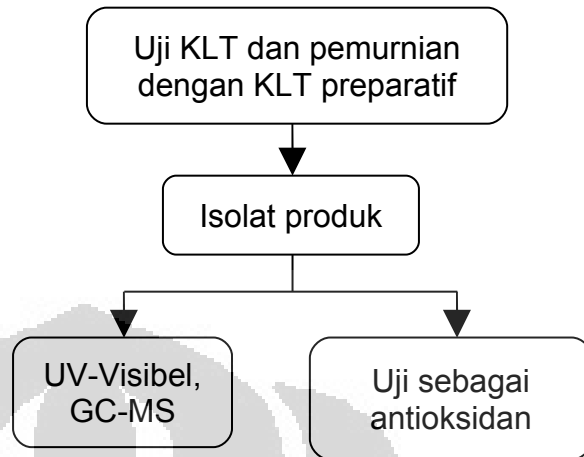 Uji KLT dan pemurnian
dengan KLT preparatif
Isolat produk
UV-Visibel,
GC-MS
Uji sebagai
antioksidan